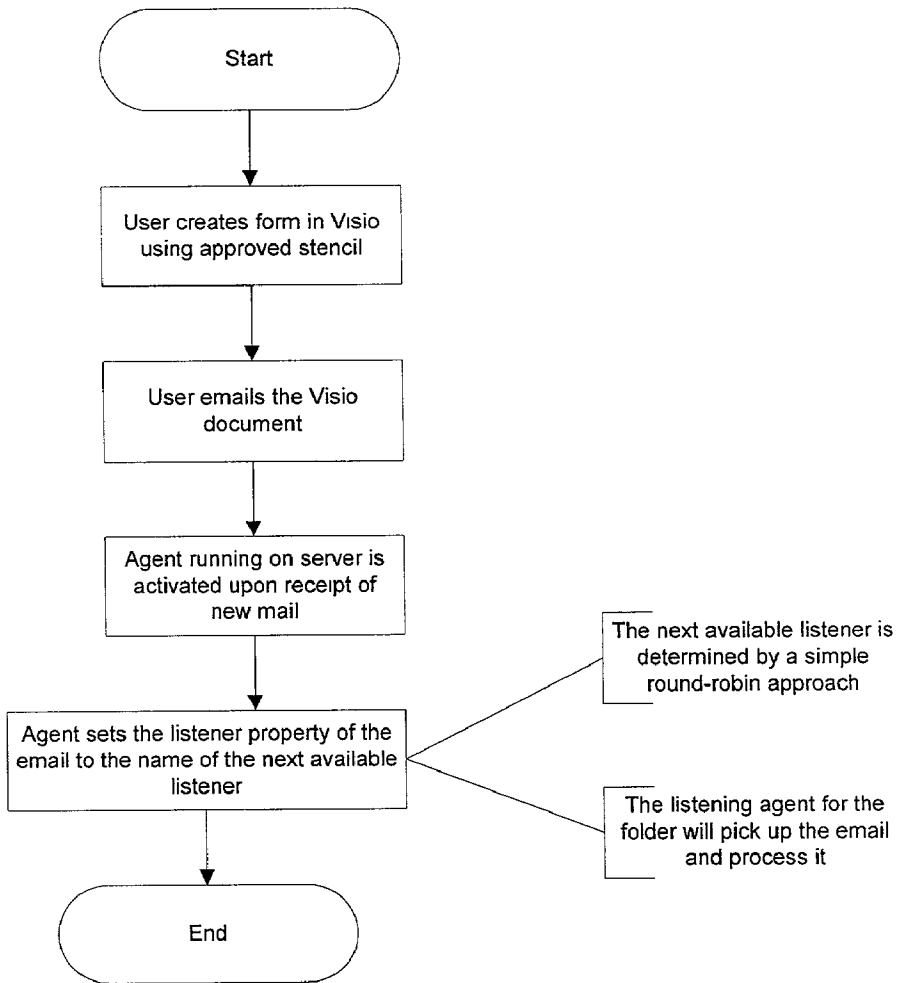 Start
User creates form in Visio
using approved stencil
User emails the Visio
document
Agent running on server is
activated upon receipt of
new mail
Agent sets the listener property of the
email to the name of the next available
listener
The next available listener is
determined by a simple
round-robin approach
The listening agent for the
folder will pick up the email
and process it
End